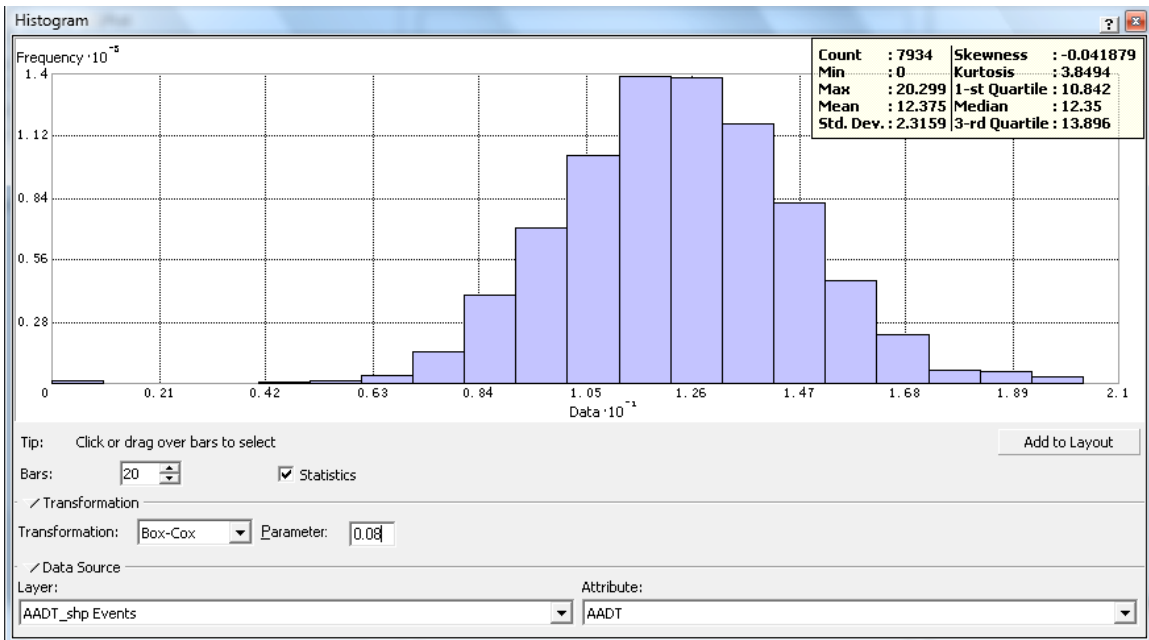 Histogram
?
Frequency ·10⁻⁵
Count : 7934 Skewness : -0.041879
Min : 0 Kurtosis : 3.8494
Max : 20.299 1-st Quartile : 10.842
Mean : 12.375 Median : 12.35
Std. Dev. : 2.3159 3-rd Quartile : 13.896
1.4
1.12
0.84
0.56
0.28
0 0.21 0.42 0.63 0.84 1.05 1.26 1.47 1.68 1.89 2.1
Data ·10⁻¹
Tip: Click or drag over bars to select
Add to Layout
Bars: 20 Statistics
Transformation
Transformation: Box-Cox Parameter: 0.08
Data Source
Layer: Attribute:
AADT_shp Events AADT